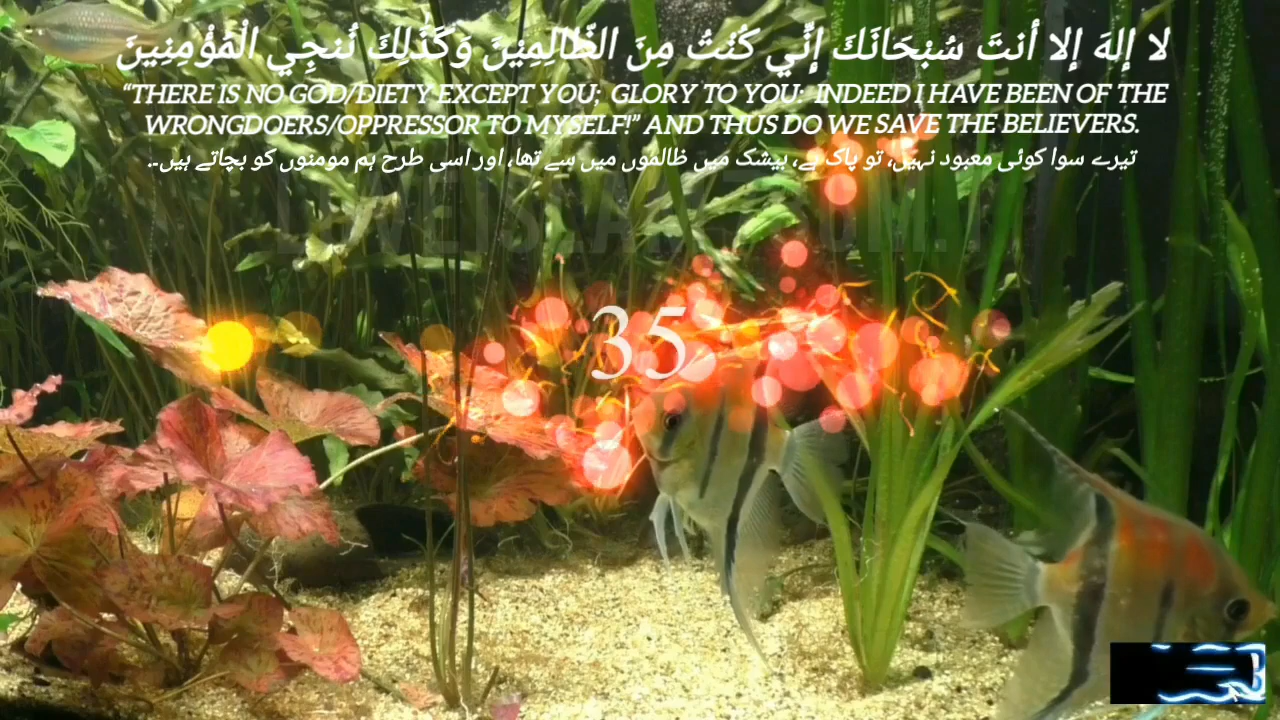 لا إلهَ إلا أنتَ سُبْحَانَكَ إنَّي كُنْتُ مِنَ الظَّالِمِيْنَ وَكَذَلِكَ نُنجِي الْمُؤْمِنِينَ
“THERE IS NO GOD/DIETY EXCEPT YOU; GLORY TO YOU: INDEED I HAVE BEEN OF THE
WRONGDOERS/OPPRESSOR TO MYSELF!” AND THUS DO WE SAVE THE BELIEVERS.
تیرے سوا کوئی معبود نہیں، تو پاک ہے، بیشک میں ظالموں میں سے تھا، اور اسی طرح ہم مومنوں کو بچاتے ہیں۔.
35